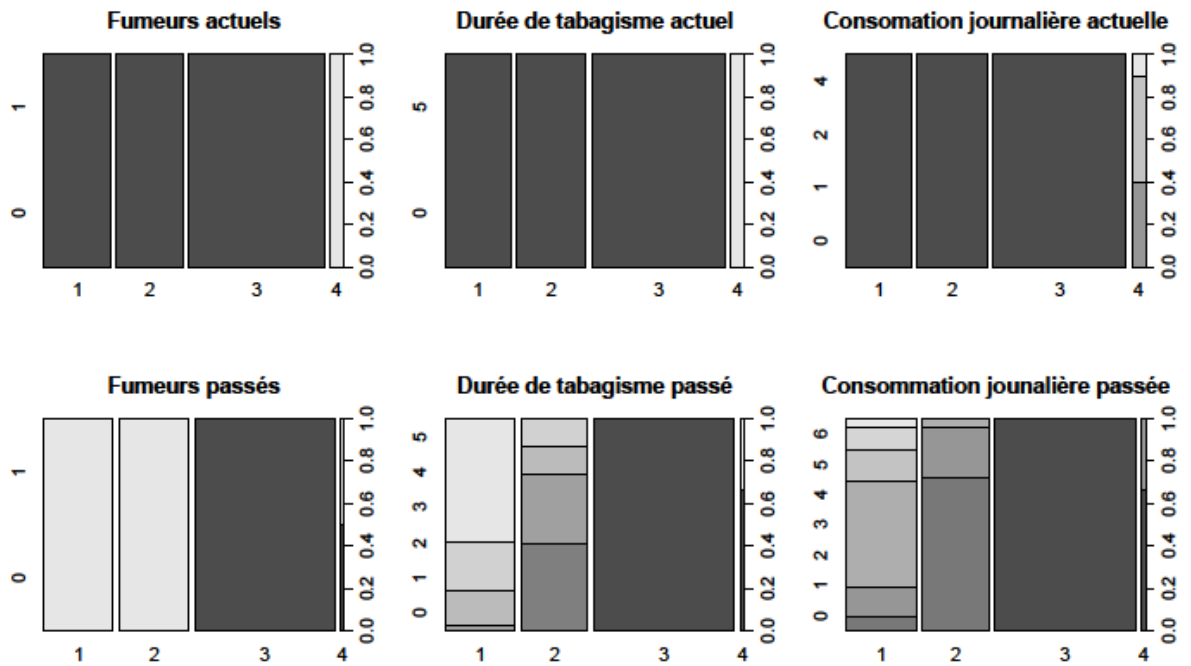 Fumeurs actuels
0 1
1 2 3 4
0.0 0.2 0.4 0.6 0.8 1.0
Durée de tabagisme actuel
0 5
1 2 3 4
0.0 0.2 0.4 0.6 0.8 1.0
Consomation journalière actuelle
0 1 2 4
1 2 3 4
0.0 0.2 0.4 0.6 0.8 1.0
Fumeurs passés
0 1
1 2 3 4
0.0 0.2 0.4 0.6 0.8 1.0
Durée de tabagisme passé
0 1 2 3 4 5
1 2 3 4
0.0 0.2 0.4 0.6 0.8 1.0
Consommation jounalière passée
0 1 2 3 4 5 6
1 2 3 4
0.0 0.2 0.4 0.6 0.8 1.0